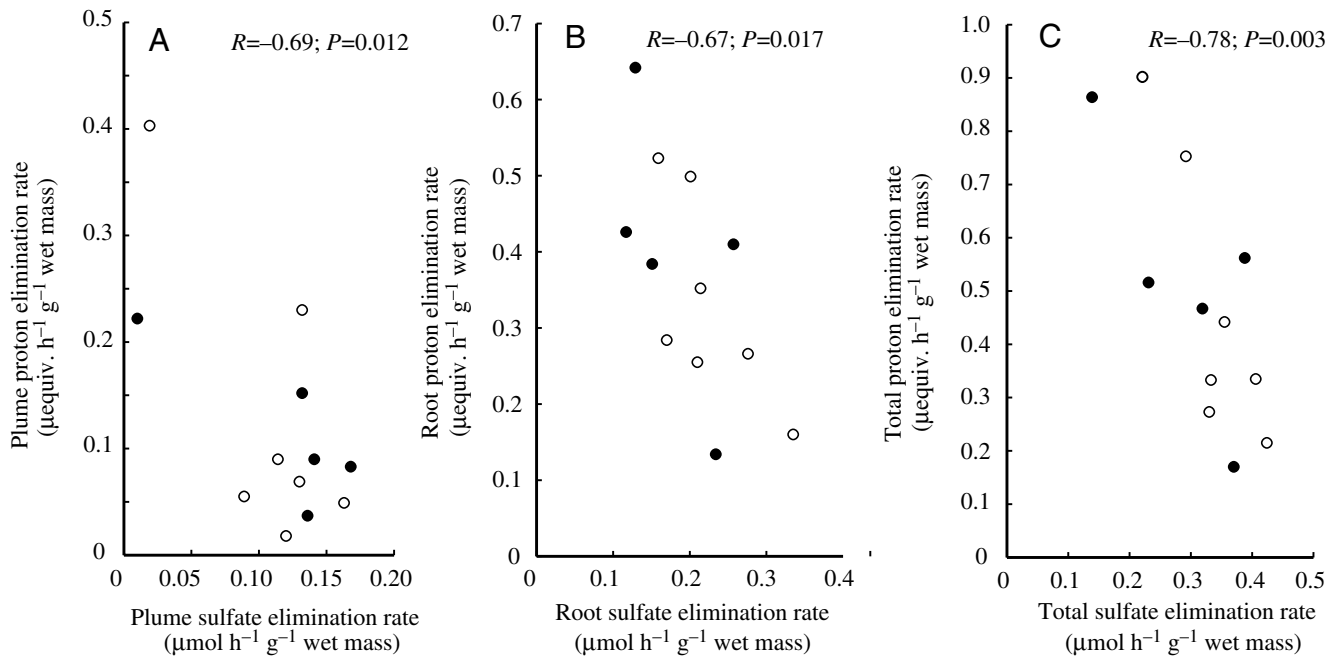 A
R=–0.69; P=0.012
0.5
0.4
0.3
0.2
0.1
0
0
0.05
0.10
0.15
0.20
Plume proton elimination rate
(μequiv. h–1 g–1 wet mass)
Plume sulfate elimination rate
(μmol h–1 g–1 wet mass)
B
R=–0.67; P=0.017
0.7
0.6
0.5
0.4
0.3
0.2
0.1
0
0
0.1
0.2
0.3
0.4
Root proton elimination rate
(μequiv. h–1 g–1 wet mass)
Root sulfate elimination rate
(μmol h–1 g–1 wet mass)
C
R=–0.78; P=0.003
1.0
0.9
0.8
0.7
0.6
0.5
0.4
0.3
0.2
0.1
0
0
0.1
0.2
0.3
0.4
0.5
Total proton elimination rate
(μequiv. h–1 g–1 wet mass)
Total sulfate elimination rate
(μmol h–1 g–1 wet mass)